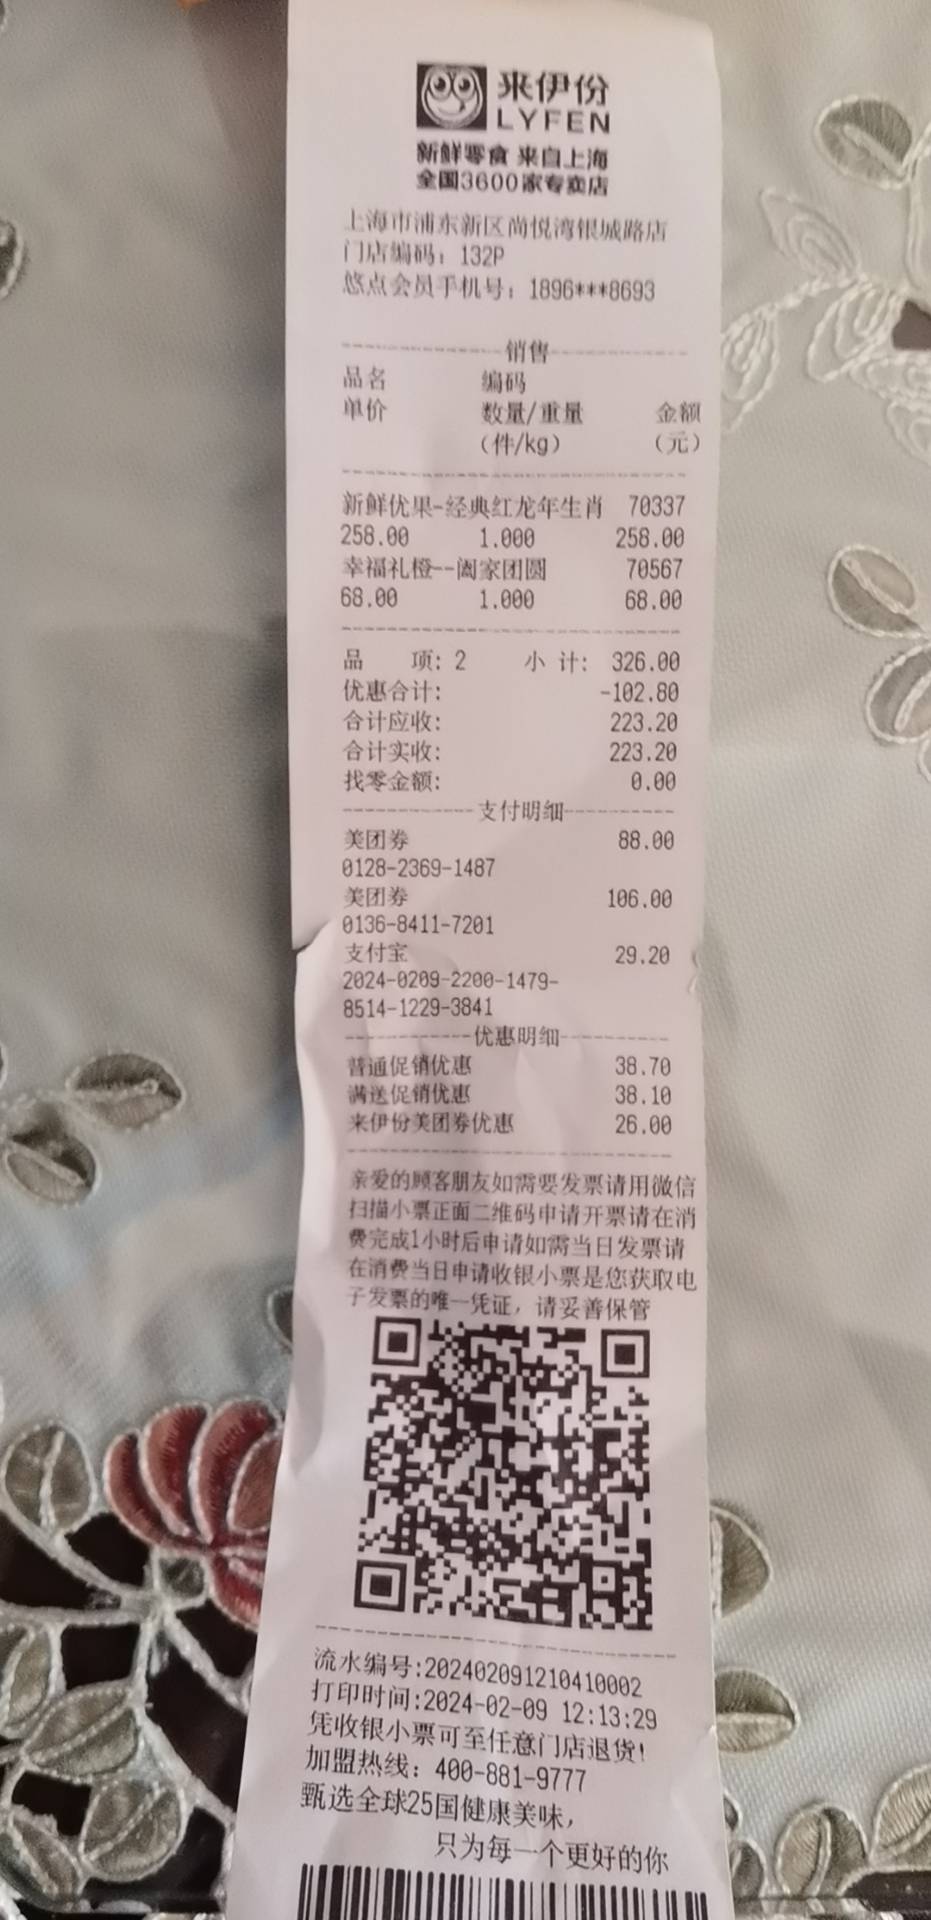 来伊份
LYFEN
新鲜零食 来自上海
全国3600家专卖店
上海市浦东新区尚悦湾银城路店
门店编码：132P
悠点会员手机号：1896***8693
销售
品名 编码
单价 数量/重量 金额
（件/kg） （元）
新鲜优果-经典红龙年生肖 70337
258.00 1.000 258.00
幸福礼橙--阖家团圆 70567
68.00 1.000 68.00
品 项：2 小 计： 326.00
优惠合计： -102.80
合计应收： 223.20
合计实收： 223.20
找零金额： 0.00
支付明细
美团券 88.00
0128-2369-1487
美团券 106.00
0136-8411-7201
支付宝 29.20
2024-0209-2200-1479-
8514-1229-3841
优惠明细
普通促销优惠 38.70
满送促销优惠 38.10
来伊份美团券优惠 26.00
亲爱的顾客朋友如需要发票请用微信
扫描小票正面二维码申请开票请在消
费完成1小时后申请如需当日发票请
在消费当日申请收银小票是您获取电
子发票的唯一凭证，请妥善保管
流水编号:202402091210410002
打印时间:2024-02-09 12:13:29
凭收银小票可至任意门店退货！
加盟热线：400-881-9777
甄选全球25国健康美味，
只为每一个更好的你